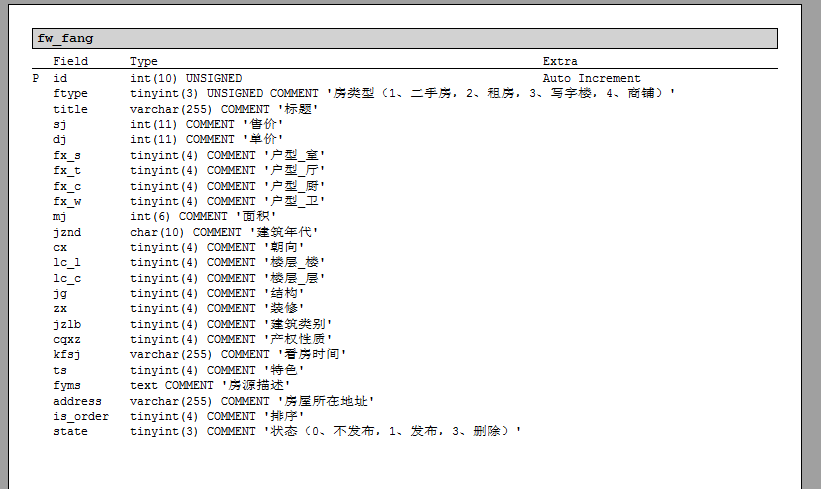 fw_fang
Field Type Extra
P id int(10) UNSIGNED Auto Increment
ftype tinyint(3) UNSIGNED COMMENT '房类型（1、二手房，2、租房，3、写字楼，4、商铺）'
title varchar(255) COMMENT '标题'
sj int(11) COMMENT '售价'
dj int(11) COMMENT '单价'
fx_s tinyint(4) COMMENT '户型_室'
fx_t tinyint(4) COMMENT '户型_厅'
fx_c tinyint(4) COMMENT '户型_厨'
fx_w tinyint(4) COMMENT '户型_卫'
mj int(6) COMMENT '面积'
jznd char(10) COMMENT '建筑年代'
cx tinyint(4) COMMENT '朝向'
lc_l tinyint(4) COMMENT '楼层_楼'
lc_c tinyint(4) COMMENT '楼层_层'
jg tinyint(4) COMMENT '结构'
zx tinyint(4) COMMENT '装修'
jzlb tinyint(4) COMMENT '建筑类别'
cqxz tinyint(4) COMMENT '产权性质'
kfsj varchar(255) COMMENT '看房时间'
ts tinyint(4) COMMENT '特色'
fyms text COMMENT '房源描述'
address varchar(255) COMMENT '房屋所在地址'
is_order tinyint(4) COMMENT '排序'
state tinyint(3) COMMENT '状态（0、不发布，1、发布，3、删除）'